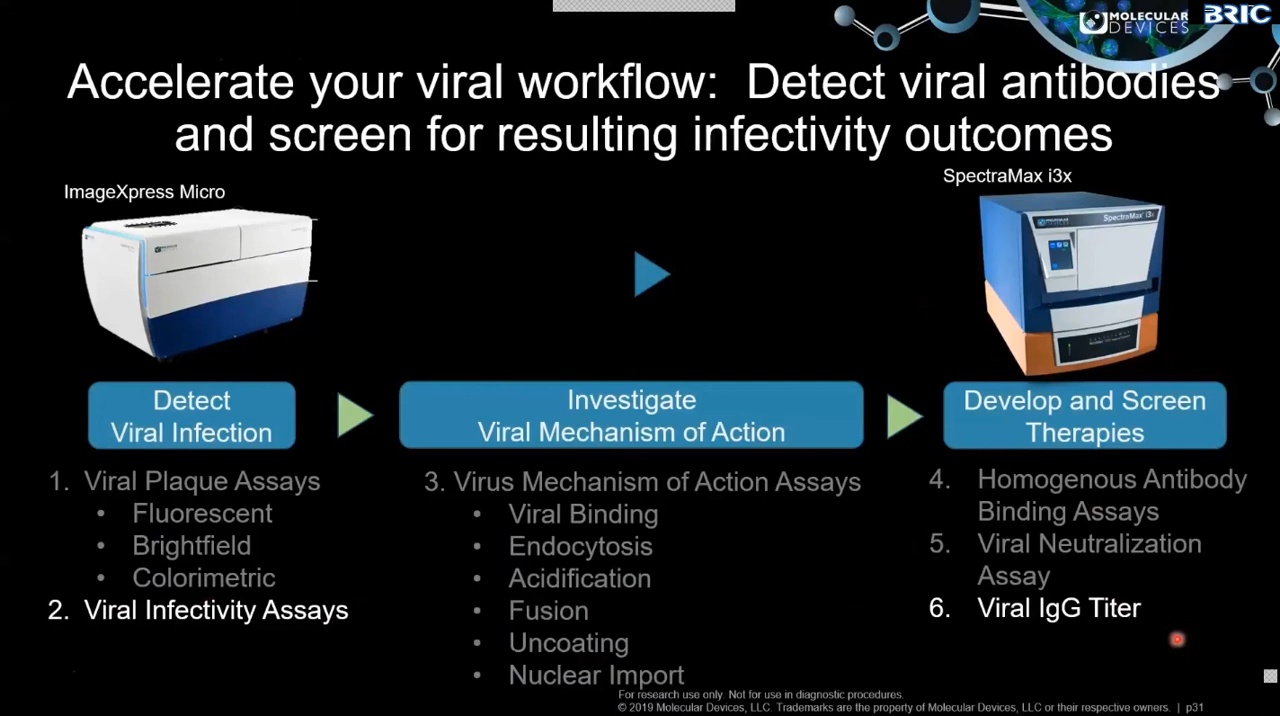 MOLECULAR
DEVICES
BRIC
Accelerate your viral workflow: Detect viral antibodies
and screen for resulting infectivity outcomes
ImageXpress Micro
SpectraMax i3x
SpectraMax i3x
Detect
Viral Infection
Investigate
Viral Mechanism of Action
Develop and Screen
Therapies
1. Viral Plaque Assays
• Fluorescent
• Brightfield
• Colorimetric
2. Viral Infectivity Assays
3. Virus Mechanism of Action Assays
• Viral Binding
• Endocytosis
• Acidification
• Fusion
• Uncoating
• Nuclear Import
4. Homogenous Antibody
Binding Assays
5. Viral Neutralization
Assay
6. Viral IgG Titer
For research use only. Not for use in diagnostic procedures.
© 2019 Molecular Devices, LLC. Trademarks are the property of Molecular Devices, LLC or their respective owners. | p31